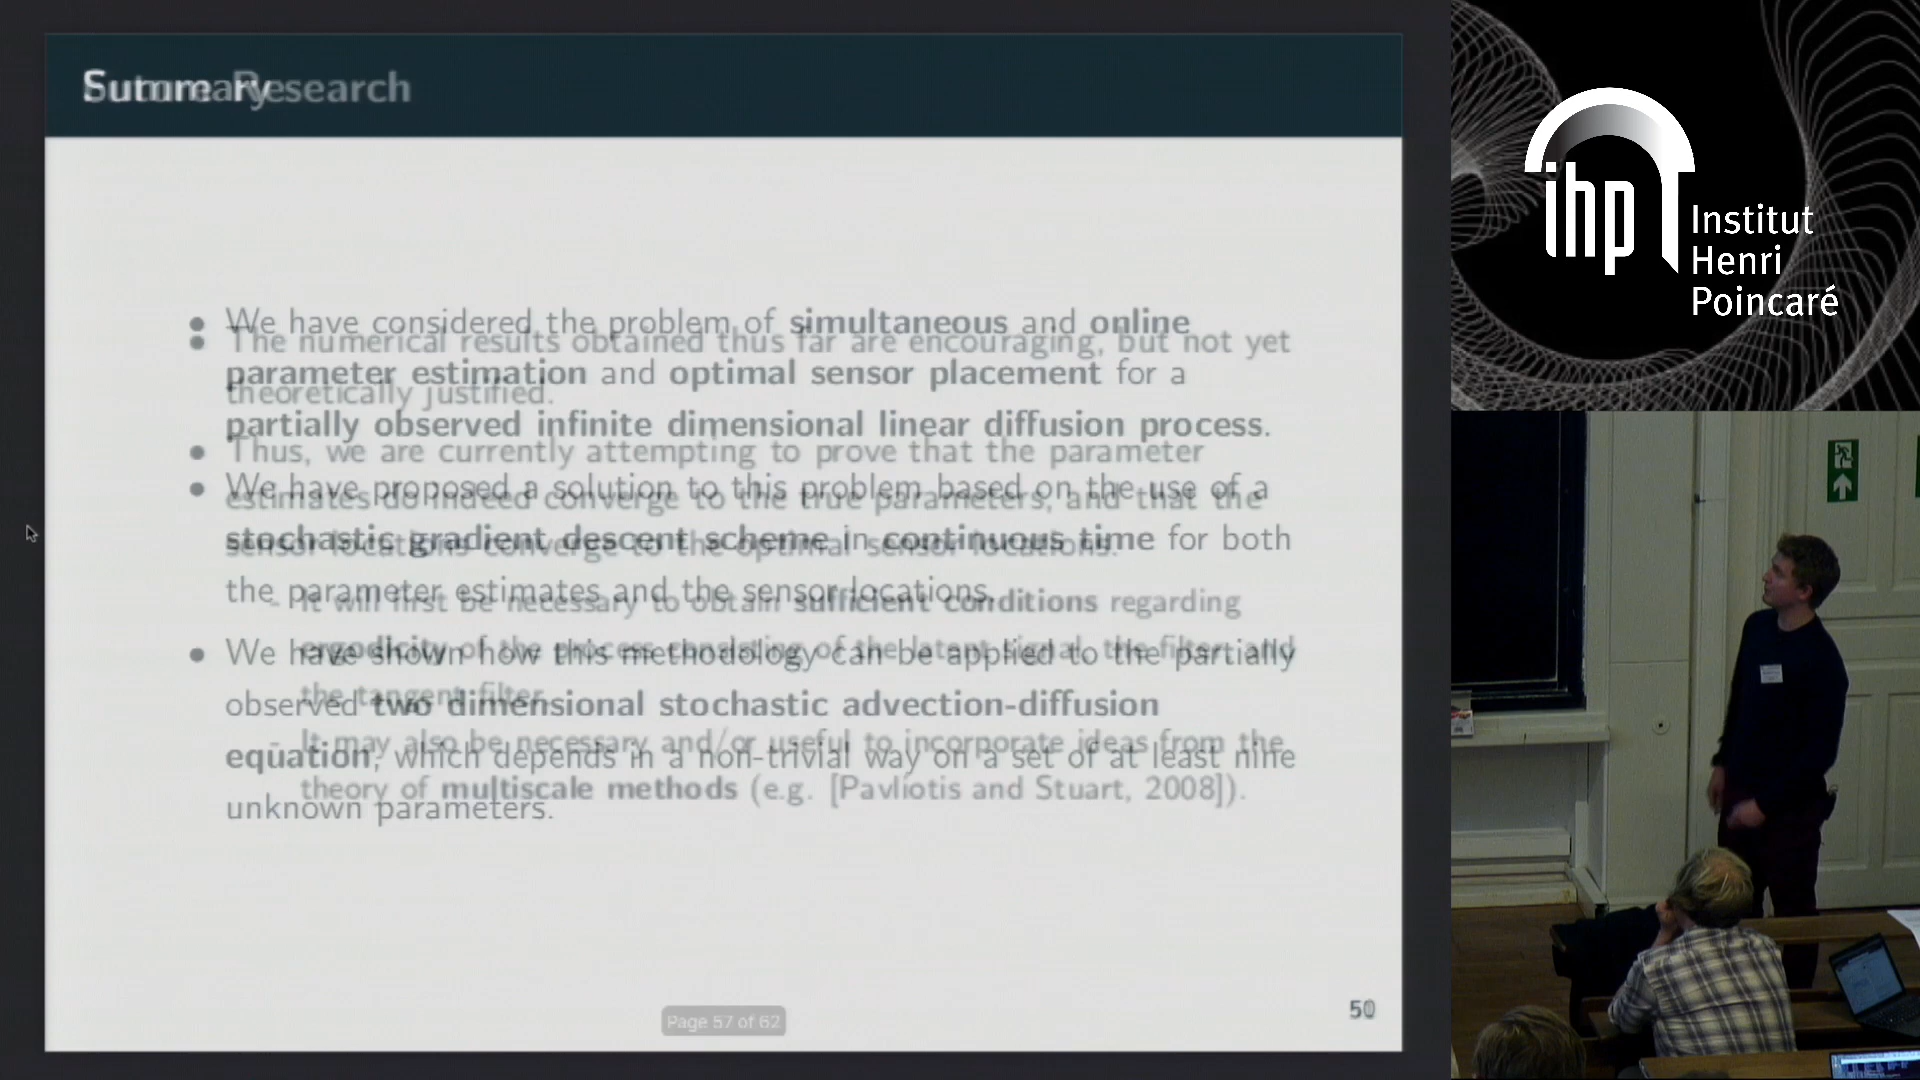 Summary
We have considered the problem of simultaneous and online
parameter estimation and optimal sensor placement for a
partially observed infinite dimensional linear diffusion process.
We have proposed a solution to this problem based on the use of a
stochastic gradient descent scheme in continuous time for both
the parameter estimates and the sensor locations.
We have shown how this methodology can be applied to the partially
observed two dimensional stochastic advection-diffusion
equation, which depends in a non-trivial way on a set of at least nine
unknown parameters.
Future Research
The numerical results obtained thus far are encouraging, but not yet
theoretically justified.
Thus, we are currently attempting to prove that the parameter
estimates do indeed converge to the true parameters, and that the
sensor locations converge to the optimal sensor locations.
- It will first be necessary to obtain sufficient conditions regarding
ergodicity of the process consisting of the latent signal, the filter, and
the tangent filter.
- It may also be necessary and/or useful to incorporate ideas from the
theory of multiscale methods (e.g. [Pavliotis and Stuart, 2008]).
Page 57 of 62
ihp
Institut
Henri
Poincaré